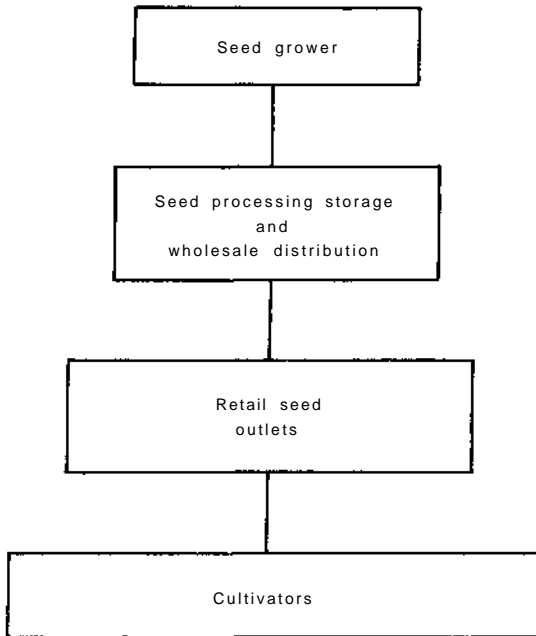 Seed grower
Seed processing storage
and
wholesale distribution
Retail seed
outlets
Cultivators